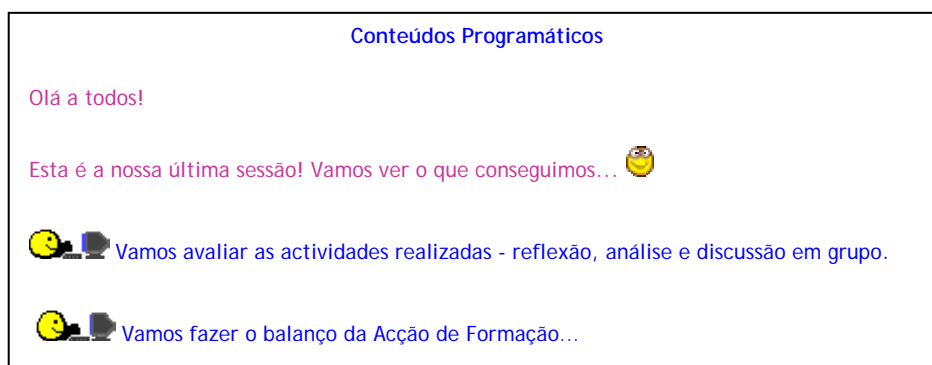 Conteúdos Programáticos
Olá a todos!
Esta é a nossa última sessão! Vamos ver o que conseguimos...
Vamos avaliar as actividades realizadas - reflexão, análise e discussão em grupo.
Vamos fazer o balanço da Acção de Formação...